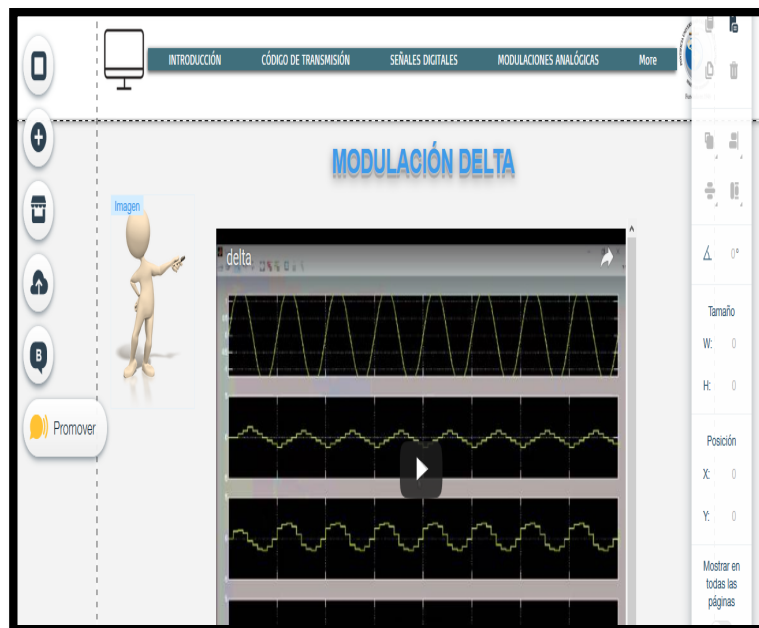 INTRODUCCIÓN CÓDIGO DE TRANSMISIÓN SEÑALES DIGITALES MODULACIONES ANALÓGICAS More
MODULACIÓN DELTA
Imagen
delta
B
Promover
0°
Tamaño
W: 0
H: 0
Posición
X: 0
Y: 0
Mostrar en
todas las
páginas